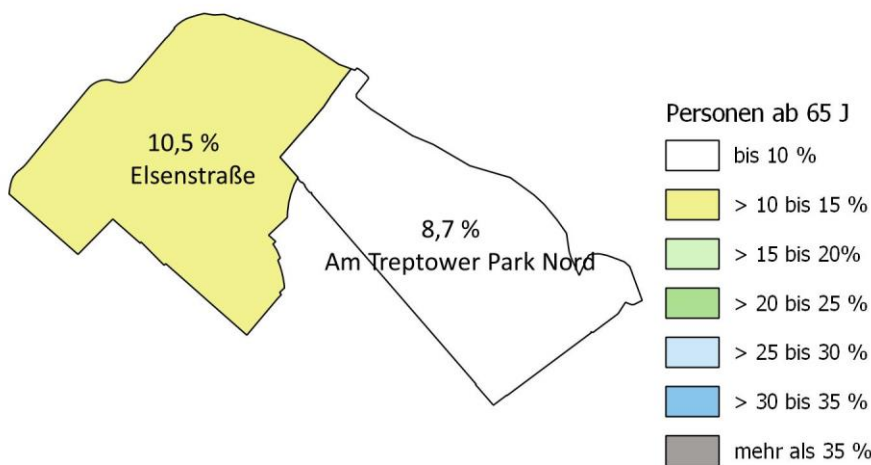 10,5 %
Elsenstraße
8,7 %
Am Treptower Park Nord
Personen ab 65 J
bis 10 %
> 10 bis 15 %
> 15 bis 20%
> 20 bis 25 %
> 25 bis 30 %
> 30 bis 35 %
mehr als 35 %